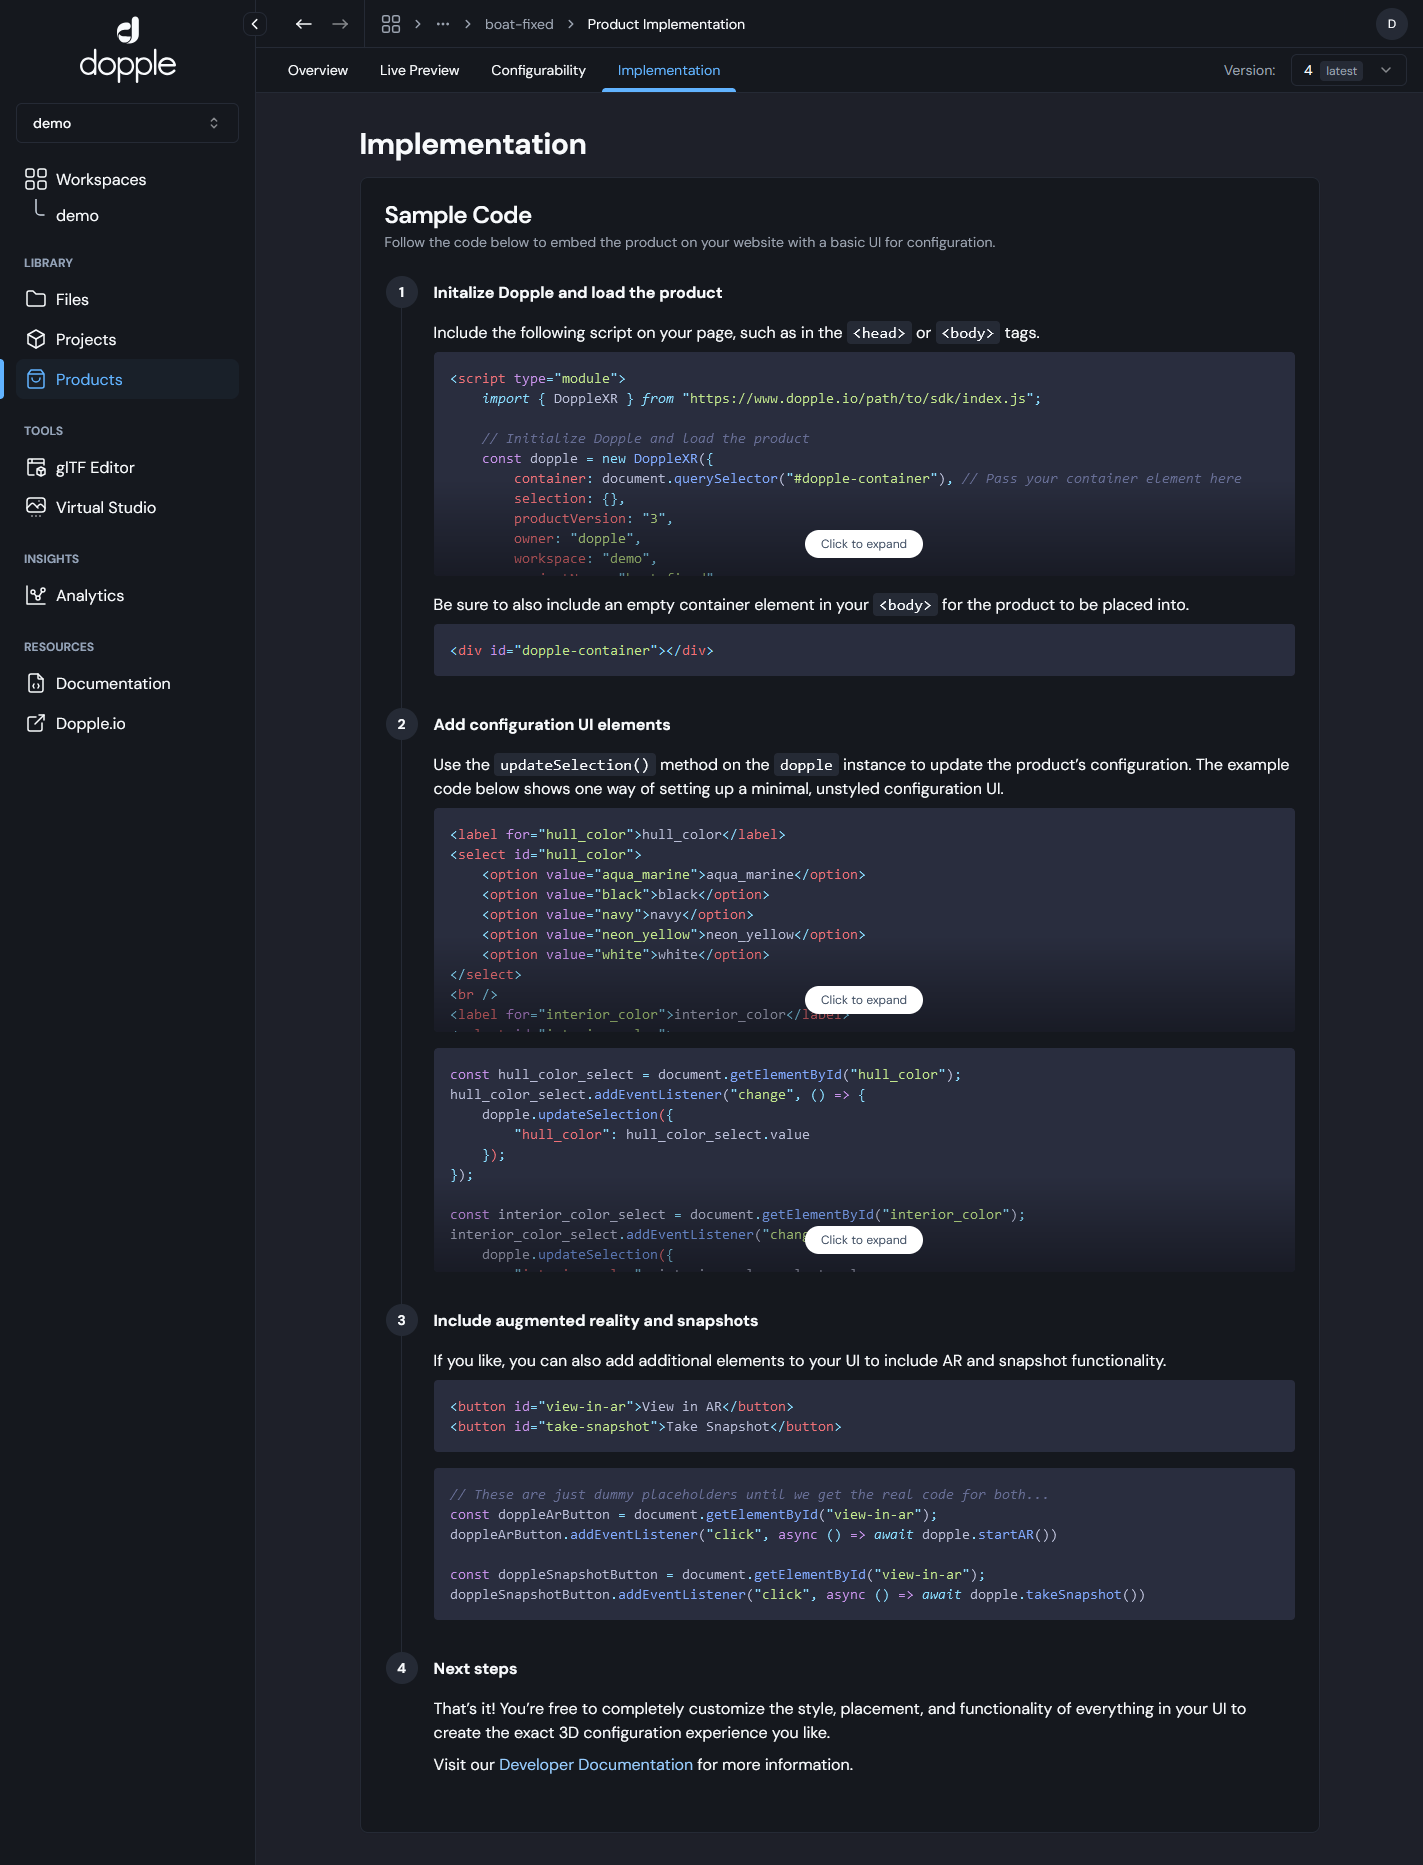 dopple
demo
Workspaces
demo
LIBRARY
Files
Projects
Products
TOOLS
glTF Editor
Virtual Studio
INSIGHTS
Analytics
RESOURCES
Documentation
Dopple.io
boat-fixed
Product Implementation
D
Overview
Live Preview
Configurability
Implementation
Version:
4 latest
Implementation
Sample Code
Follow the code below to embed the product on your website with a basic UI for configuration.
1 Initalize Dopple and load the product
Include the following script on your page, such as in the <head> or <body> tags.
<script type="module">
import { DoppleXR } from "https://www.dopple.io/path/to/sdk/index.js";
// Initialize Dopple and load the product
const dopple = new DoppleXR({
container: document.querySelector("#dopple-container"), // Pass your container element here
selection: {},
productVersion: "3",
owner: "dopple",
workspace: "demo",
Click to expand
Be sure to also include an empty container element in your <body> for the product to be placed into.
<div id="dopple-container"></div>
2 Add configuration UI elements
Use the updateSelection() method on the dopple instance to update the product’s configuration. The example
code below shows one way of setting up a minimal, unstyled configuration UI.
<label for="hull_color">hull_color</label>
<select id="hull_color">
<option value="aqua_marine">aqua_marine</option>
<option value="black">black</option>
<option value="navy">navy</option>
<option value="neon_yellow">neon_yellow</option>
<option value="white">white</option>
</select>
<br />
<label for="interior_color">interior_color</label>
Click to expand
const hull_color_select = document.getElementById("hull_color");
hull_color_select.addEventListener("change", () => {
dopple.updateSelection({
"hull_color": hull_color_select.value
});
});
const interior_color_select = document.getElementById("interior_color");
interior_color_select.addEventListener("chang
dopple.updateSelection({
Click to expand
3 Include augmented reality and snapshots
If you like, you can also add additional elements to your UI to include AR and snapshot functionality.
<button id="view-in-ar">View in AR</button>
<button id="take-snapshot">Take Snapshot</button>
// These are just dummy placeholders until we get the real code for both...
const doppleArButton = document.getElementById("view-in-ar");
doppleArButton.addEventListener("click", async () => await dopple.startAR())
const doppleSnapshotButton = document.getElementById("view-in-ar");
doppleSnapshotButton.addEventListener("click", async () => await dopple.takeSnapshot())
4 Next steps
That’s it! You’re free to completely customize the style, placement, and functionality of everything in your UI to
create the exact 3D configuration experience you like.
Visit our Developer Documentation for more information.